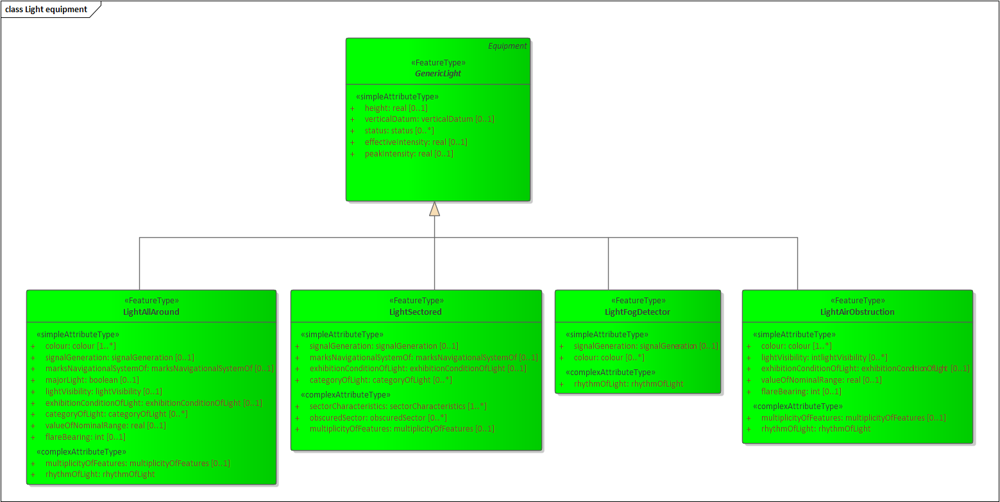 class Light equipment
Equipment
«FeatureType»
GenericLight
«simpleAttributeType»
+ height: real [0..1]
+ verticalDatum: verticalDatum [0..1]
+ status: status [0..*]
+ effectiveIntensity: real [0..1]
+ peakIntensity: real [0..1]
«FeatureType»
LightAllAround
«simpleAttributeType»
+ colour: colour [1..*]
+ signalGeneration: signalGeneration [0..1]
+ marksNavigationalSystemOf: marksNavigationalSystemOf [0..1]
+ majorLight: boolean [0..1]
+ lightVisibility: lightVisibility [0..1]
+ exhibitionConditionOfLight: exhibitionConditionOfLight [0..1]
+ categoryOfLight: categoryOfLight [0..*]
+ valueOfNominalRange: real [0..1]
+ flareBearing: int [0..1]
«complexAttributeType»
+ multiplicityOfFeatures: multiplicityOfFeatures [0..1]
+ rhythmOfLight: rhythmOfLight
«FeatureType»
LightSectored
«simpleAttributeType»
+ signalGeneration: signalGeneration [0..1]
+ marksNavigationalSystemOf: marksNavigationalSystemOf [0..1]
+ exhibitionConditionOfLight: exhibitionConditionOfLight [0..1]
+ categoryOfLight: categoryOfLight [0..*]
«complexAttributeType»
+ sectorCharacteristics: sectorCharacteristics [1..*]
+ obscuredSector: obscuredSector [0..*]
+ multiplicityOfFeatures: multiplicityOfFeatures [0..1]
«FeatureType»
LightFogDetector
«simpleAttributeType»
+ signalGeneration: signalGeneration [0..1]
+ colour: colour [0..*]
«complexAttributeType»
+ rhythmOfLight: rhythmOfLight
«FeatureType»
LightAirObstruction
«simpleAttributeType»
+ colour: colour [1..*]
+ lightVisibility: intlightVisibility [0..*]
+ exhibitionConditionOfLight: exhibitionConditionOfLight [0..1]
+ valueOfNominalRange: real [0..1]
+ flareBearing: int [0..1]
«complexAttributeType»
+ multiplicityOfFeatures: multiplicityOfFeatures [0..1]
+ rhythmOfLight: rhythmOfLight